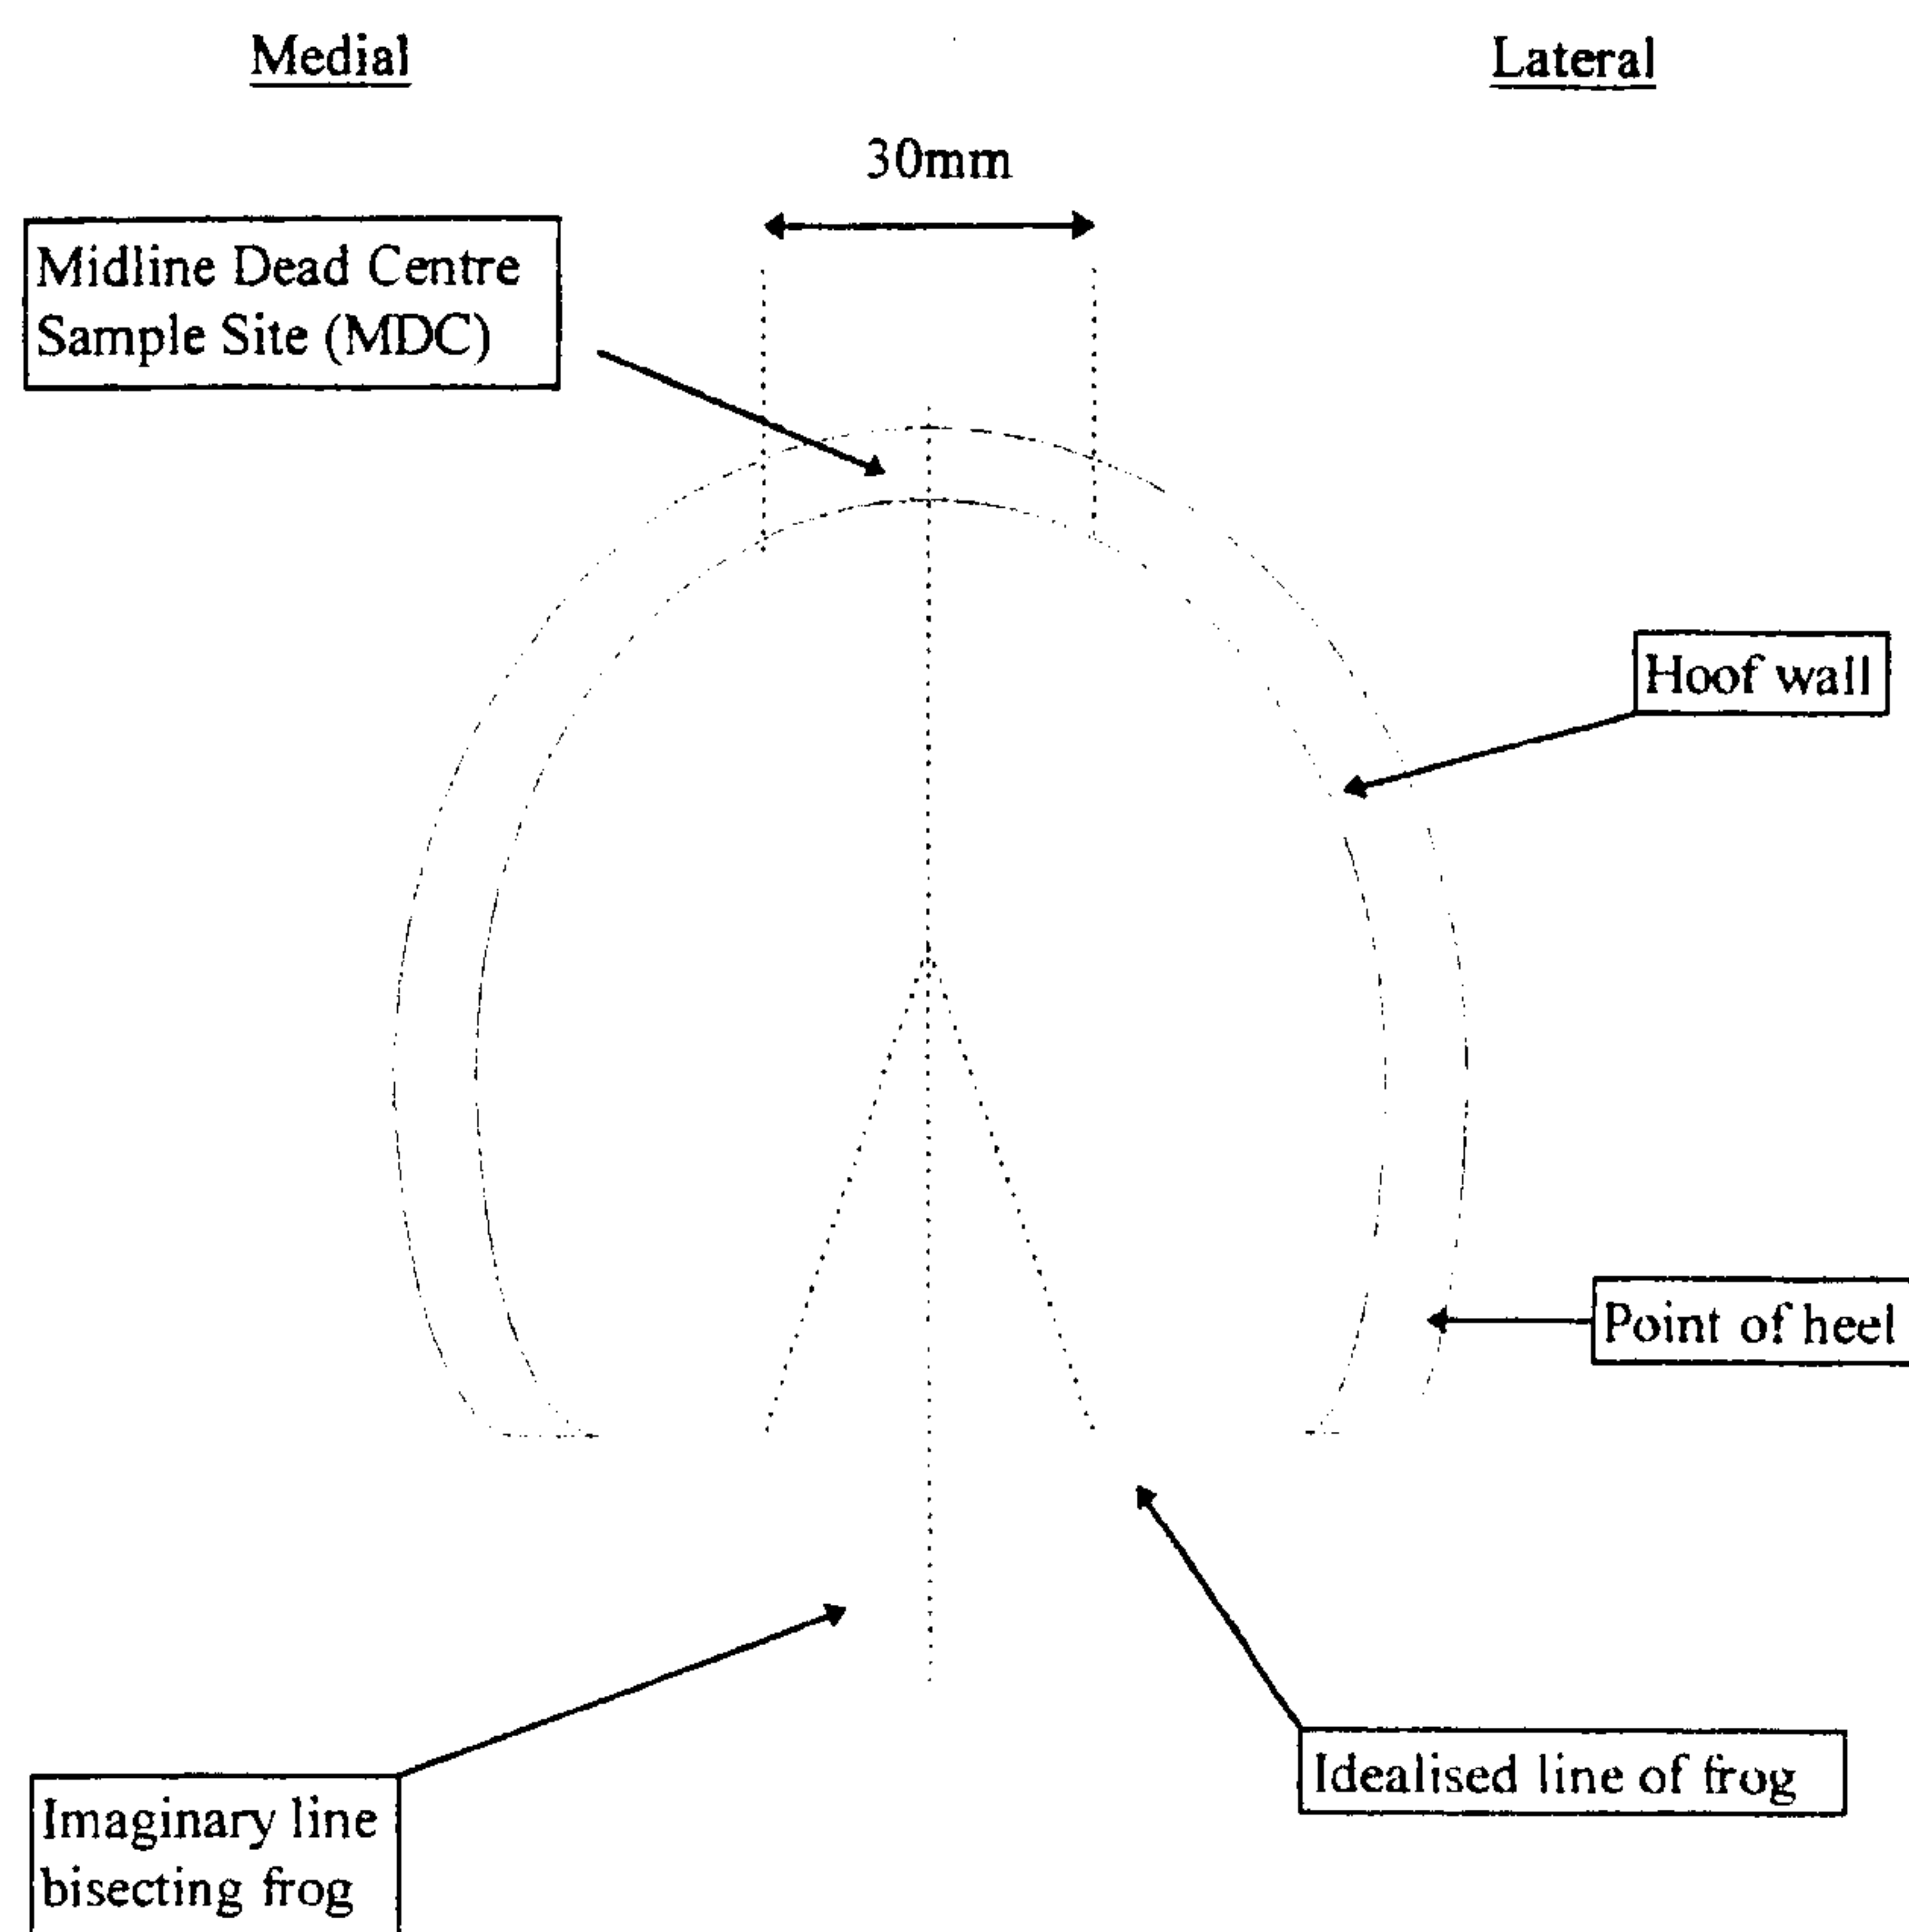 Medial
Lateral
30mm
Midline Dead Centre
Sample Site (MDC)
Hoof wall
Point of heel
Idealised line of frog
Imaginary line
bisecting frog